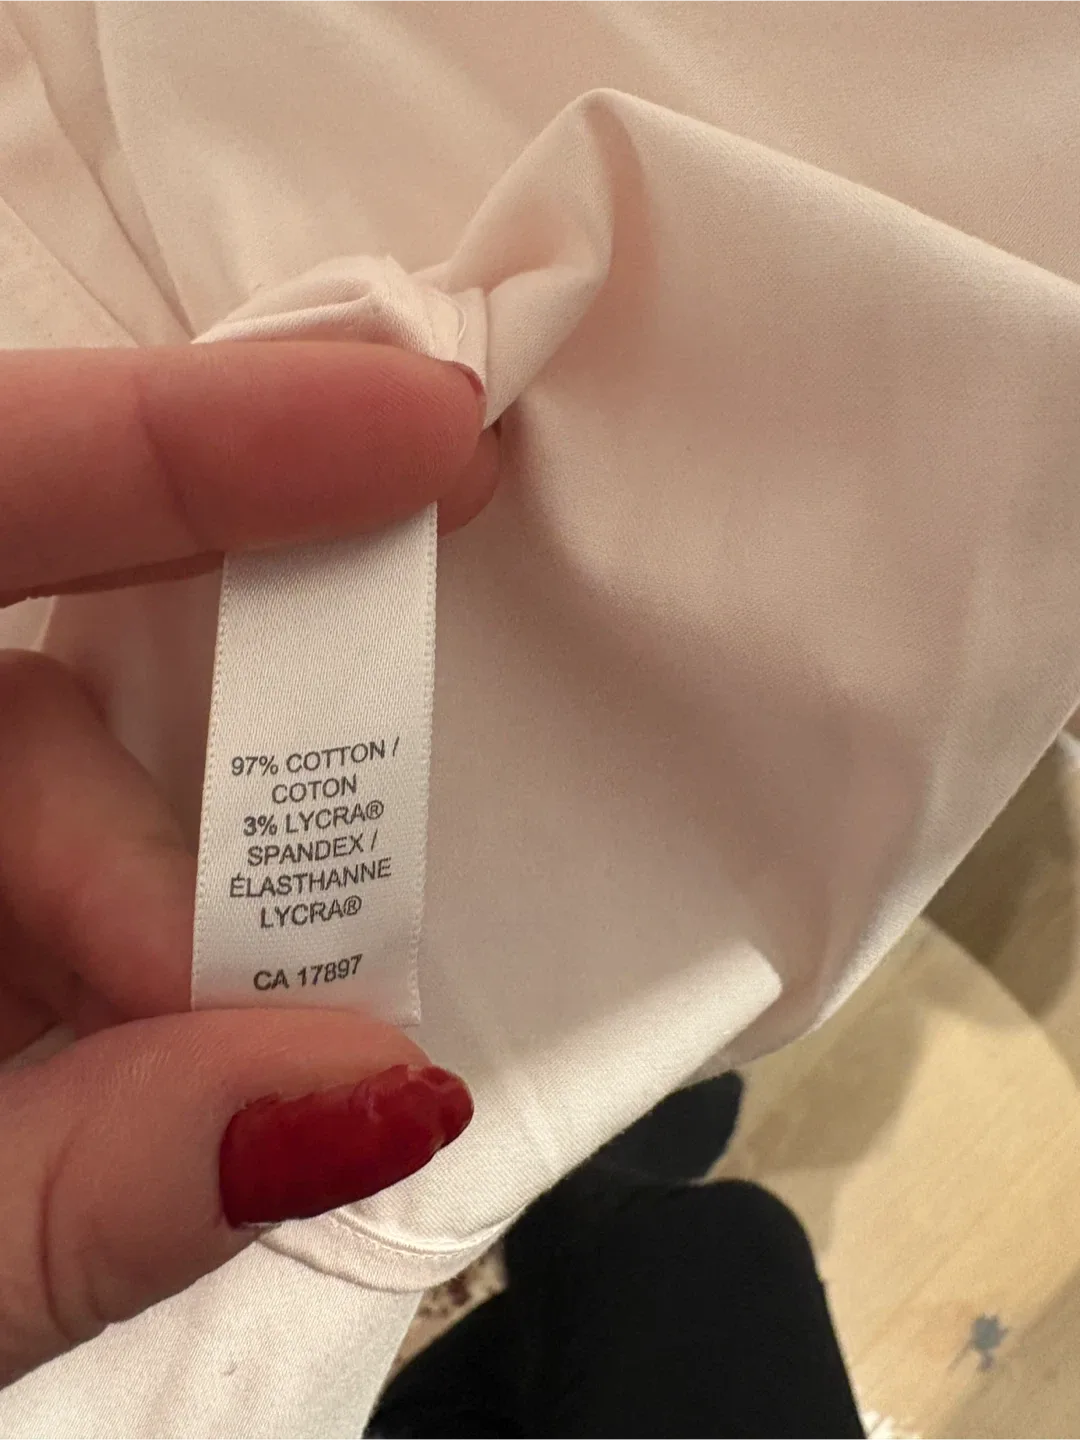 97% COTTON /
COTON
3% LYCRA®
SPANDEX /
ÉLASTHANNE
LYCRA®
CA 17897